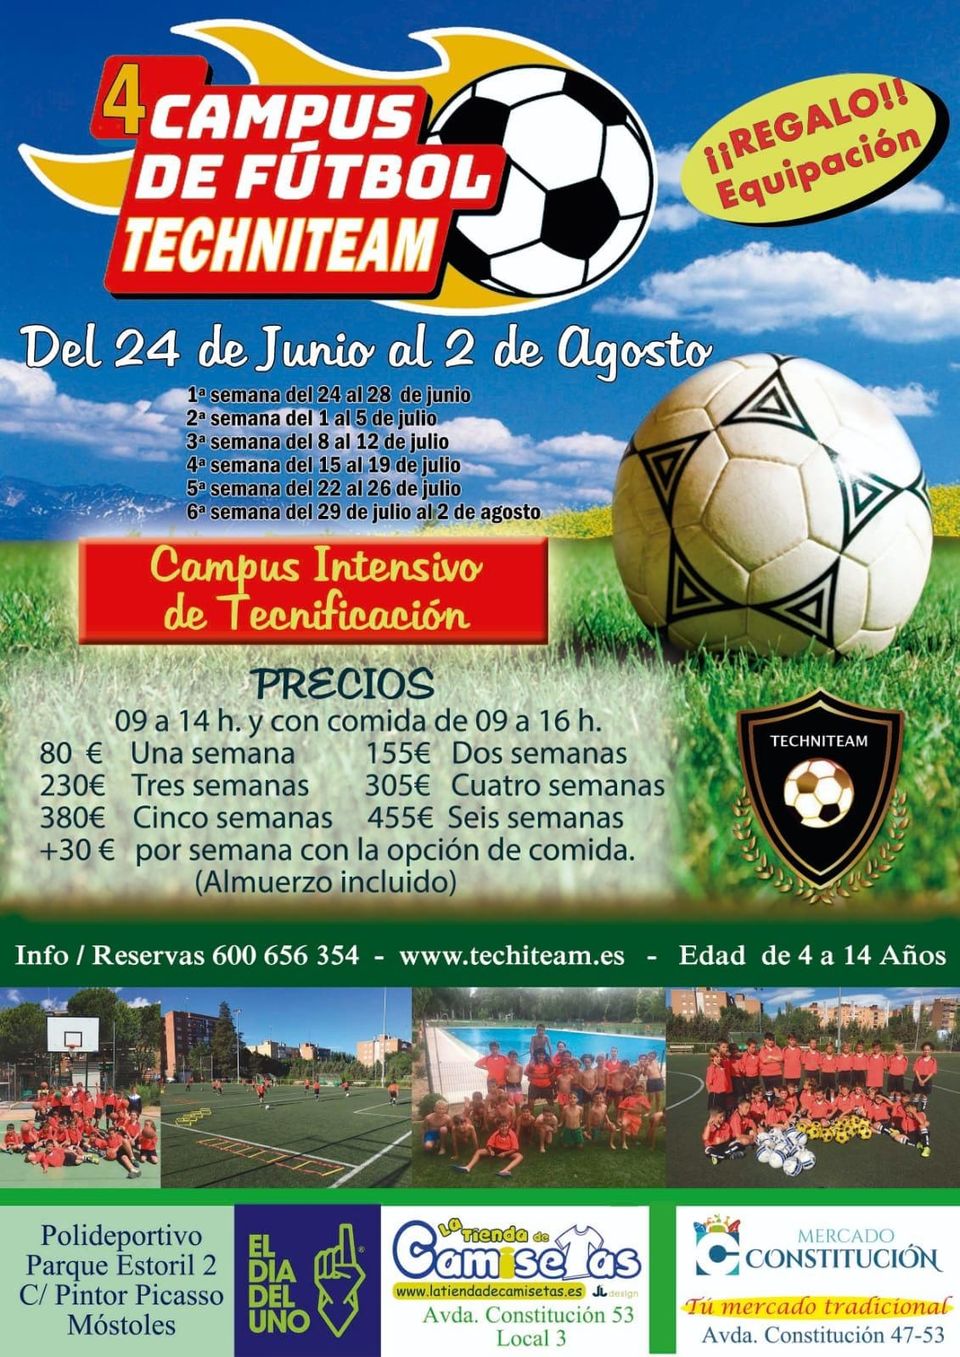 4 CAMPUS
DE FÚTBOL
TECHNITEAM
¡¡REGALO!!
Equipación
Del 24 de Junio al 2 de Agosto
1ª semana del 24 al 28 de junio
2ª semana del 1 al 5 de julio
3ª semana del 8 al 12 de julio
4ª semana del 15 al 19 de julio
5ª semana del 22 al 26 de julio
6ª semana del 29 de julio al 2 de agosto
Campus Intensivo
de Tecnificación
PRECIOS
09 a 14 h. y con comida de 09 a 16 h.
80 € Una semana 155€ Dos semanas
230€ Tres semanas 305€ Cuatro semanas
380€ Cinco semanas 455€ Seis semanas
+30 € por semana con la opción de comida.
(Almuerzo incluido)
TECHNITEAM
Info / Reservas 600 656 354 - www.techiteam.es - Edad de 4 a 14 Años
Polideportivo
Parque Estoril 2
C/ Pintor Picasso
Móstoles
EL
DIA
DEL
UNO
®
La Tienda de
Camisetas
www.latiendadecamisetas.es JL design
Avda. Constitución 53
Local 3
MERCADO
CONSTITUCIÓN
Tú mercado tradicional
Avda. Constitución 47-53